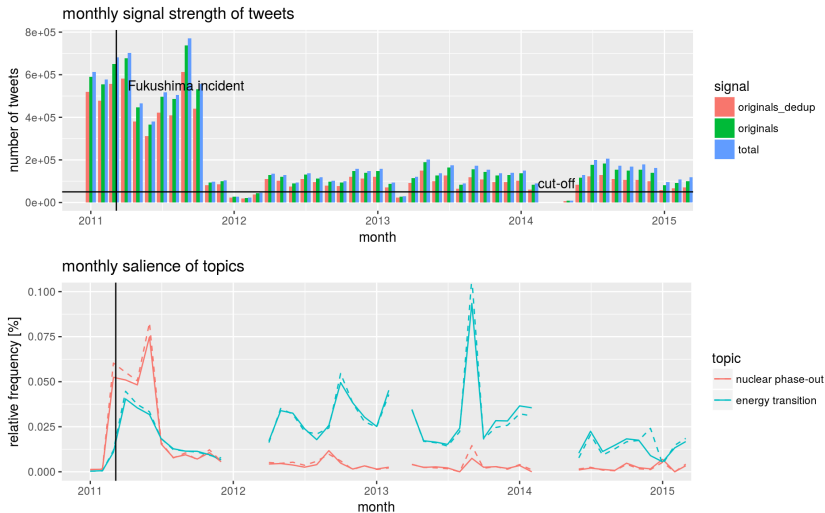 monthly signal strength of tweets
number of tweets
8e+05
6e+05
4e+05
2e+05
0e+00
Fukushima incident
cut-off
2011 2012 2013 2014 2015
month
signal
originals_dedup
originals
total
monthly salience of topics
relative frequency [%]
0.100
0.075
0.050
0.025
0.000
2011 2012 2013 2014 2015
month
topic
nuclear phase-out
energy transition